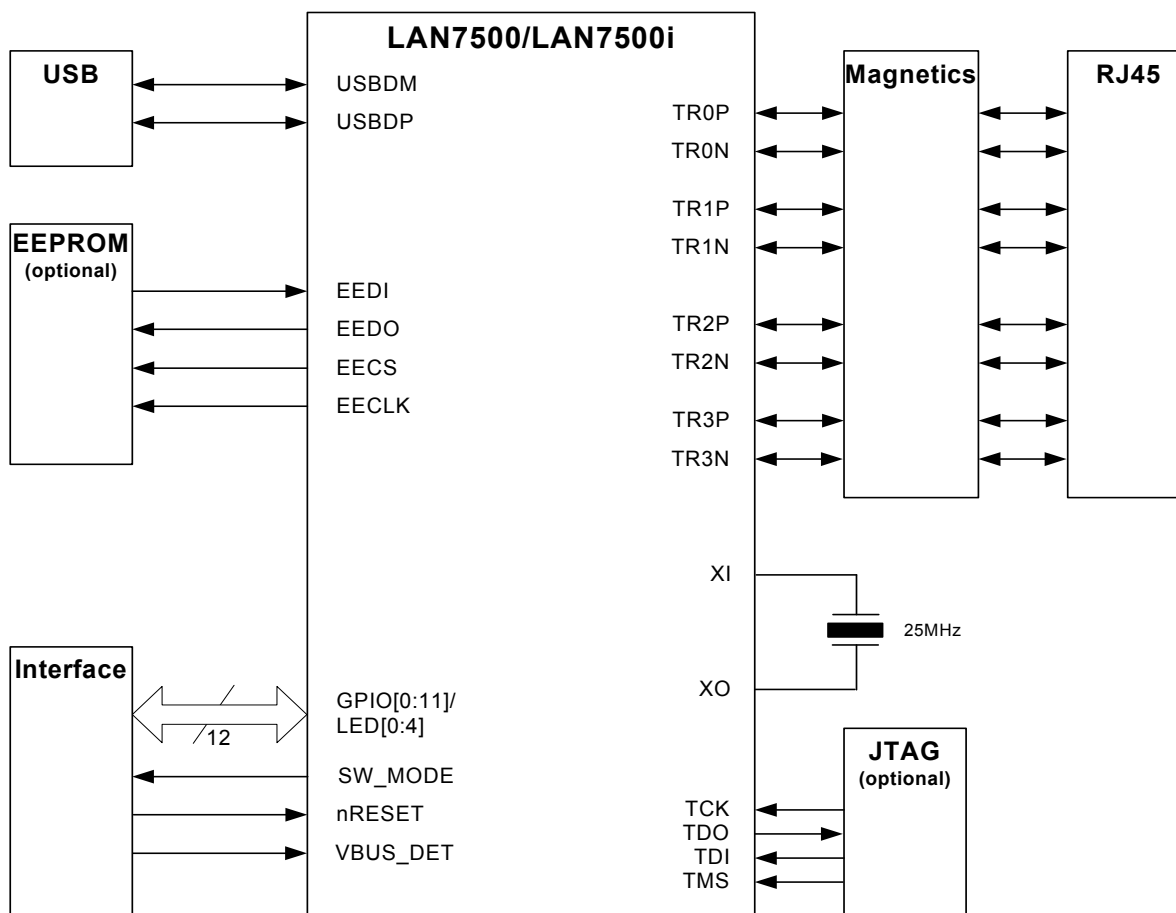 LAN7500/LAN7500i
USB
USBDM
USBDP
EEPROM
(optional)
EEDI
EEDO
EECS
EECLK
Interface
GPIO[0:11]/
LED[0:4]
12
SW_MODE
nRESET
VBUS_DET
Magnetics
RJ45
TR0P
TR0N
TR1P
TR1N
TR2P
TR2N
TR3P
TR3N
XI
25MHz
XO
JTAG
(optional)
TCK
TDO
TDI
TMS